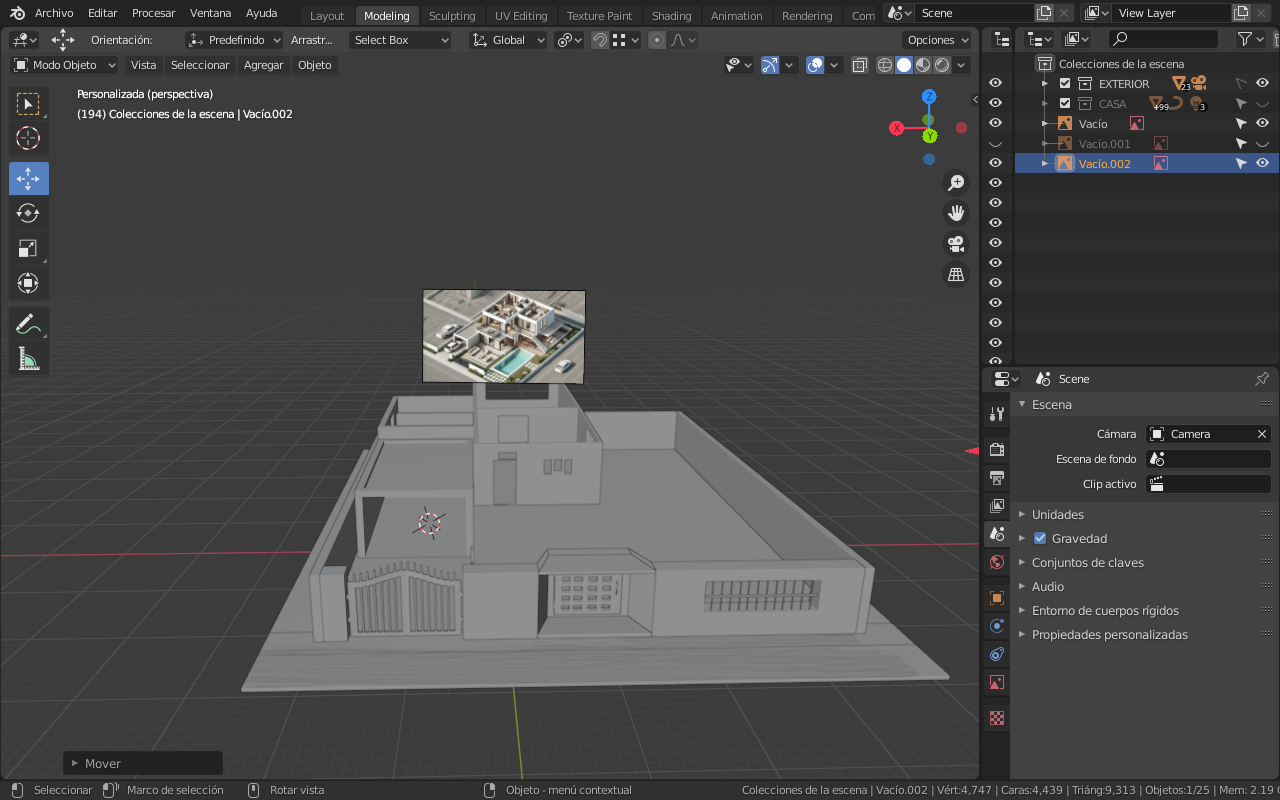 Archivo Editar Procesar Ventana Ayuda Layout Modeling Sculpting UV Editing Texture Paint Shading Animation Rendering Com Scene View Layer
Orientación: Predefinido Arrastr... Select Box Global Opciones
Modo Objeto Vista Seleccionar Agregar Objeto
Personalizada (perspectiva)
(194) Colecciones de la escena | Vacío.002
Z
X
Y
Mover
Colecciones de la escena
EXTERIOR 23
CASA +99 3
Vacío
Vacío.001
Vacío.002
Scene
Escena
Cámara Camera
Escena de fondo
Clip activo
Unidades
Gravedad
Conjuntos de claves
Audio
Entorno de cuerpos rígidos
Propiedades personalizadas
Seleccionar Marco de selección Rotar vista Objeto - menú contextual Colecciones de la escena | Vacío.002 | Vért:4,747 | Caras:4,439 | Triáng:9,313 | Objetos:1/25 | Mem: 2.19 G